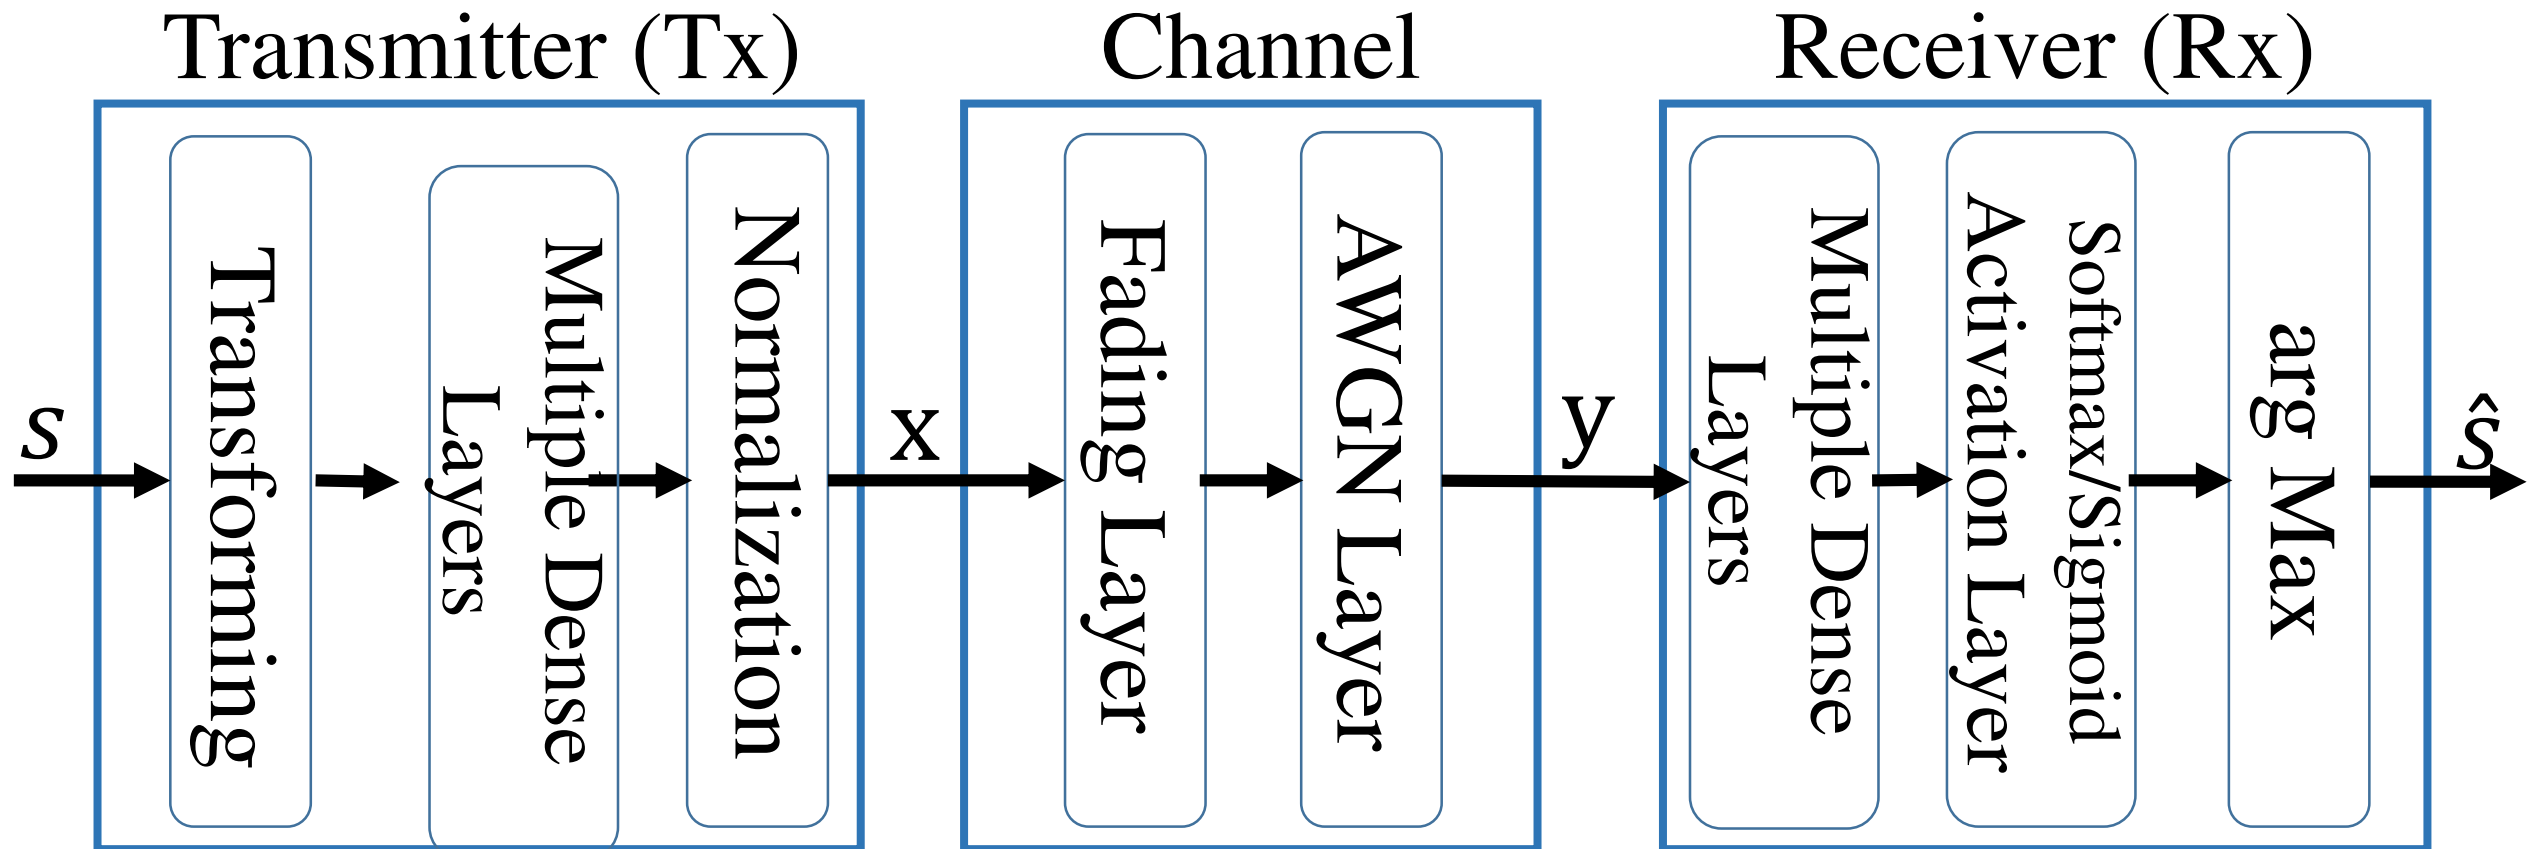 Transmitter (Tx)
Channel
Receiver (Rx)
s
Transforming
Multiple Dense
Layers
Normalization
x
Fading Layer
AWGN Layer
y
Multiple Dense
Layers
Softmax/Sigmoid
Activation Layer
arg Max
ŝ